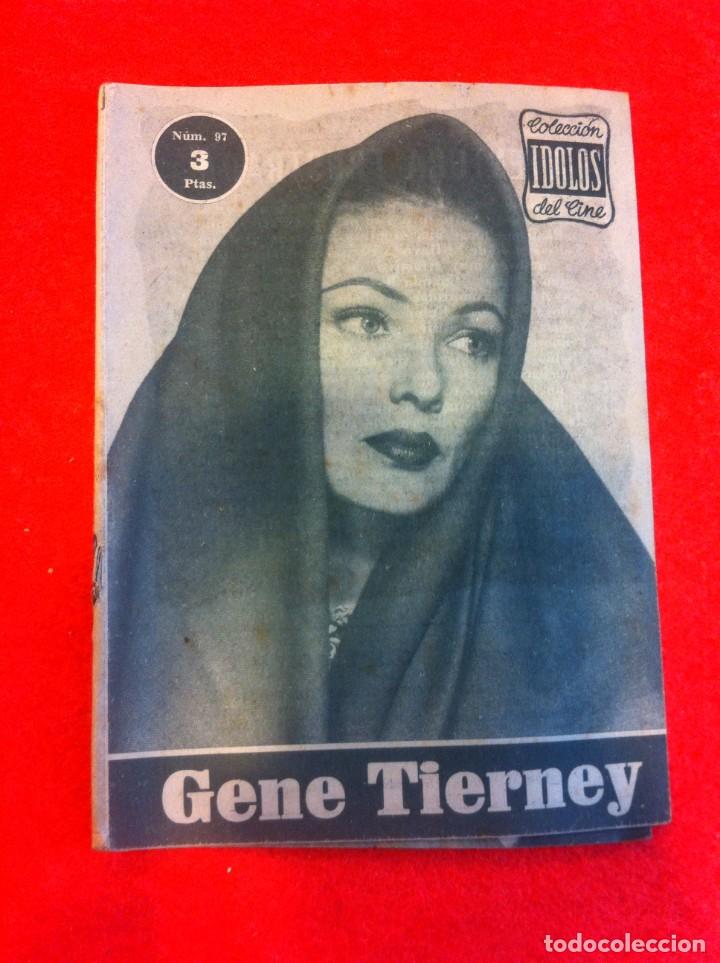 Núm. 97
3
Ptas.
Colección
IDOLOS
del Cine
Gene Tierney
todocoleccion